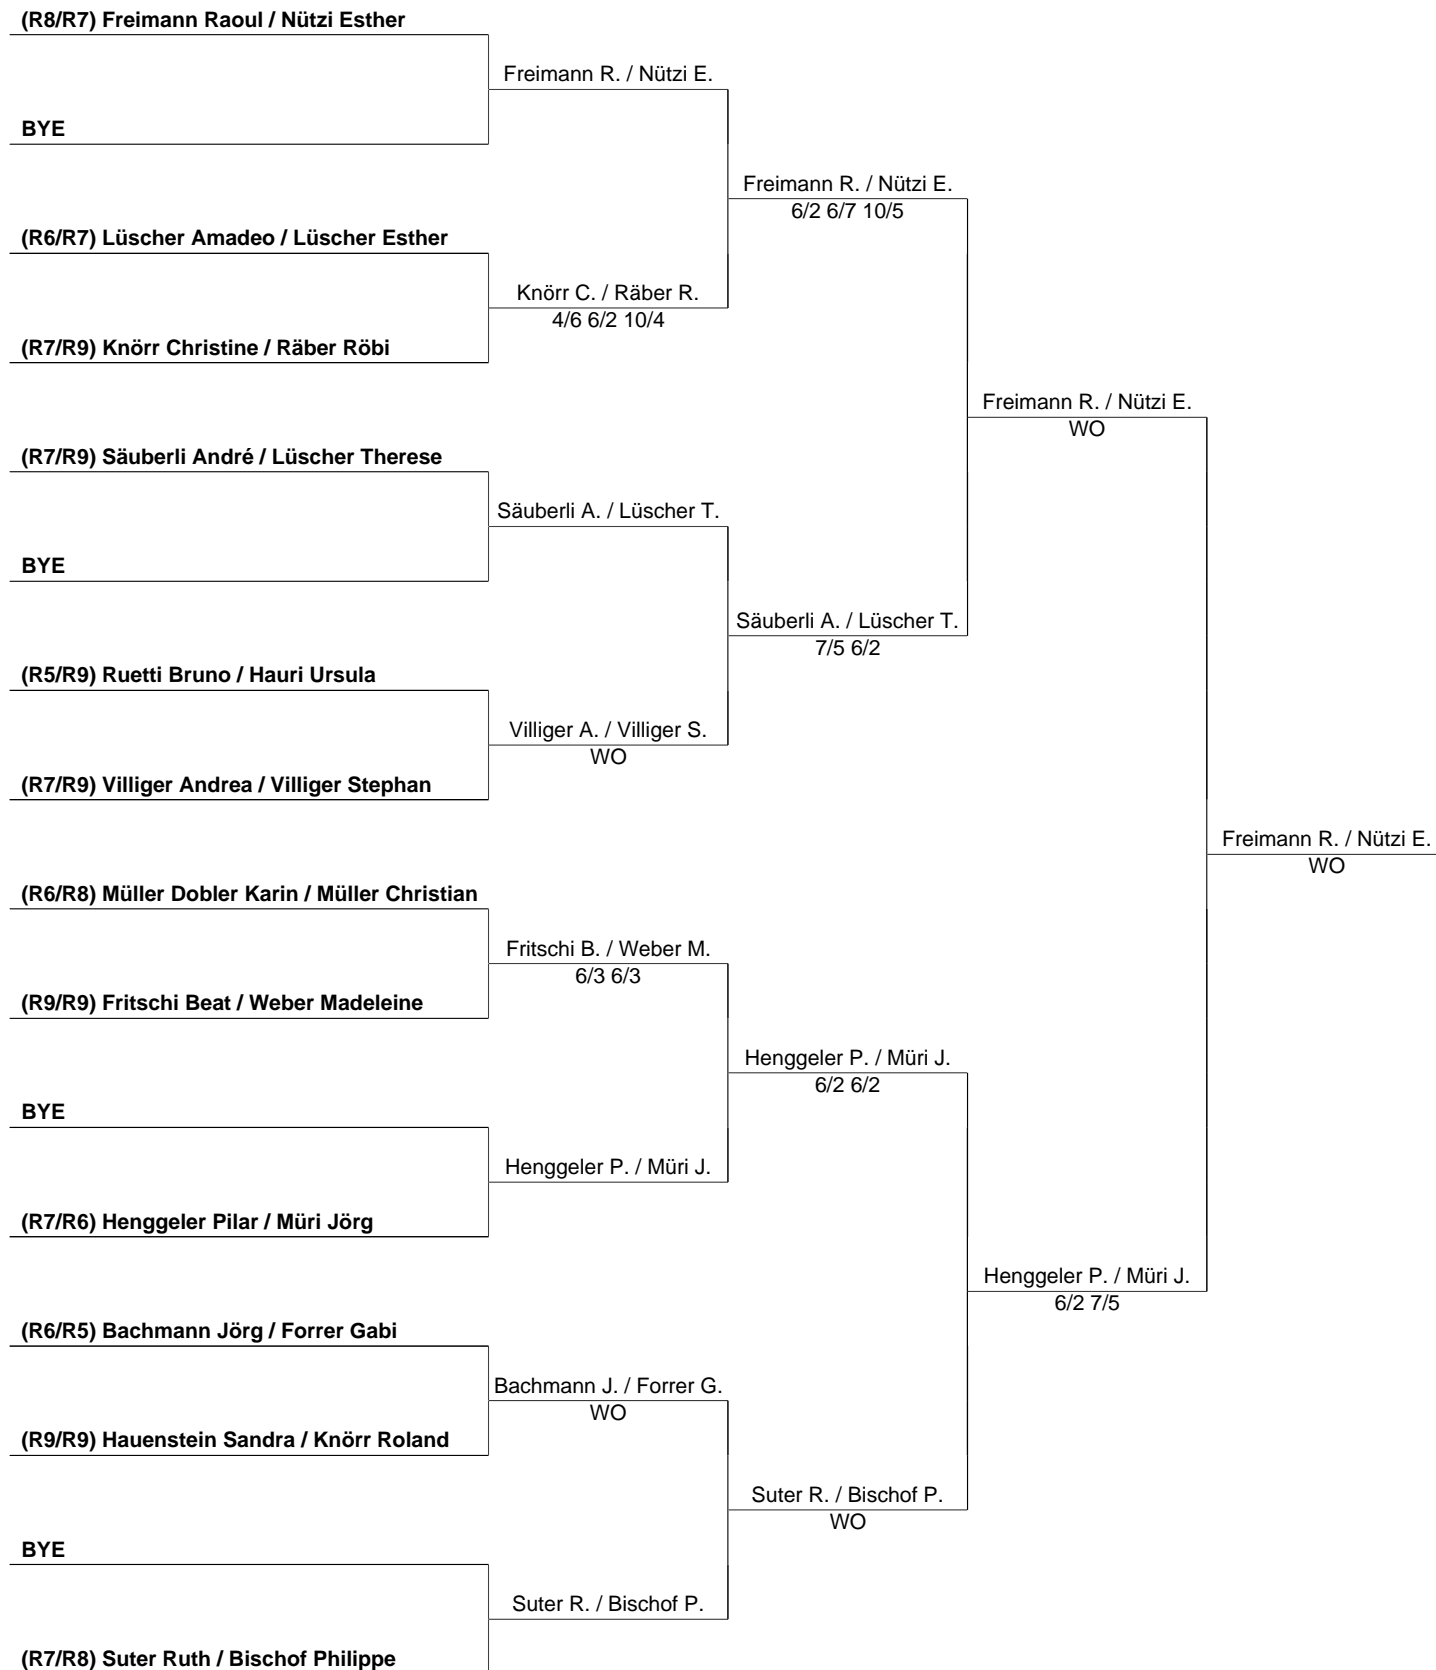 (R8/R7) Freimann Raoul / Nützi Esther
Freimann R. / Nützi E.
BYE
Freimann R. / Nützi E.
6/2 6/7 10/5
(R6/R7) Lüscher Amadeo / Lüscher Esther
Knörr C. / Räber R.
4/6 6/2 10/4
(R7/R9) Knörr Christine / Räber Röbi
Freimann R. / Nützi E.
WO
(R7/R9) Säuberli André / Lüscher Therese
Säuberli A. / Lüscher T.
BYE
Säuberli A. / Lüscher T.
7/5 6/2
(R5/R9) Ruetti Bruno / Hauri Ursula
Villiger A. / Villiger S.
WO
(R7/R9) Villiger Andrea / Villiger Stephan
Freimann R. / Nützi E.
WO
(R6/R8) Müller Dobler Karin / Müller Christian
Fritschi B. / Weber M.
6/3 6/3
(R9/R9) Fritschi Beat / Weber Madeleine
Henggeler P. / Müri J.
6/2 6/2
BYE
Henggeler P. / Müri J.
(R7/R6) Henggeler Pilar / Müri Jörg
Henggeler P. / Müri J.
6/2 7/5
(R6/R5) Bachmann Jörg / Forrer Gabi
Bachmann J. / Forrer G.
WO
(R9/R9) Hauenstein Sandra / Knörr Roland
Suter R. / Bischof P.
WO
BYE
Suter R. / Bischof P.
(R7/R8) Suter Ruth / Bischof Philippe